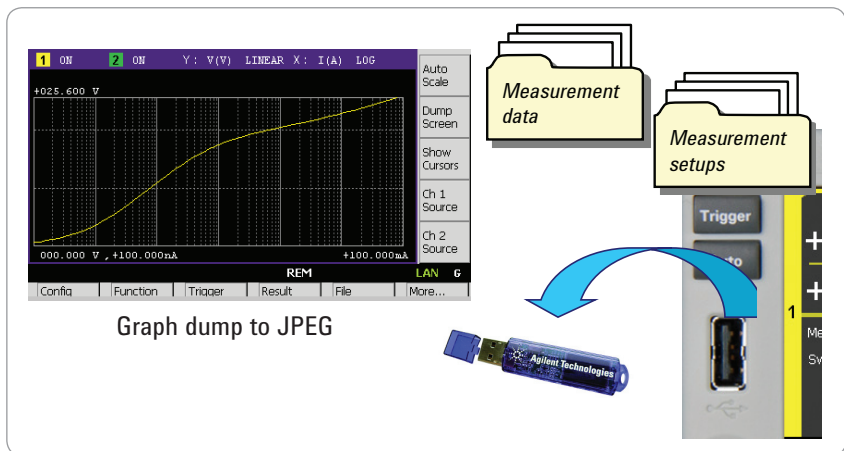 1 ON 2 ON Y: V(V) LINEAR X: I(A) LOG
+025.600 V
000.000 V ,+100.000nA +100.000mA
Auto
Scale
Dump
Screen
Show
Cursors
Ch 1
Source
Ch 2
Source
REM LAN G
Config Function Trigger Result File More...
Graph dump to JPEG
Measurement
data
Measurement
setups
Trigger
+
+
1
Me
Sv
Agilent Technologies